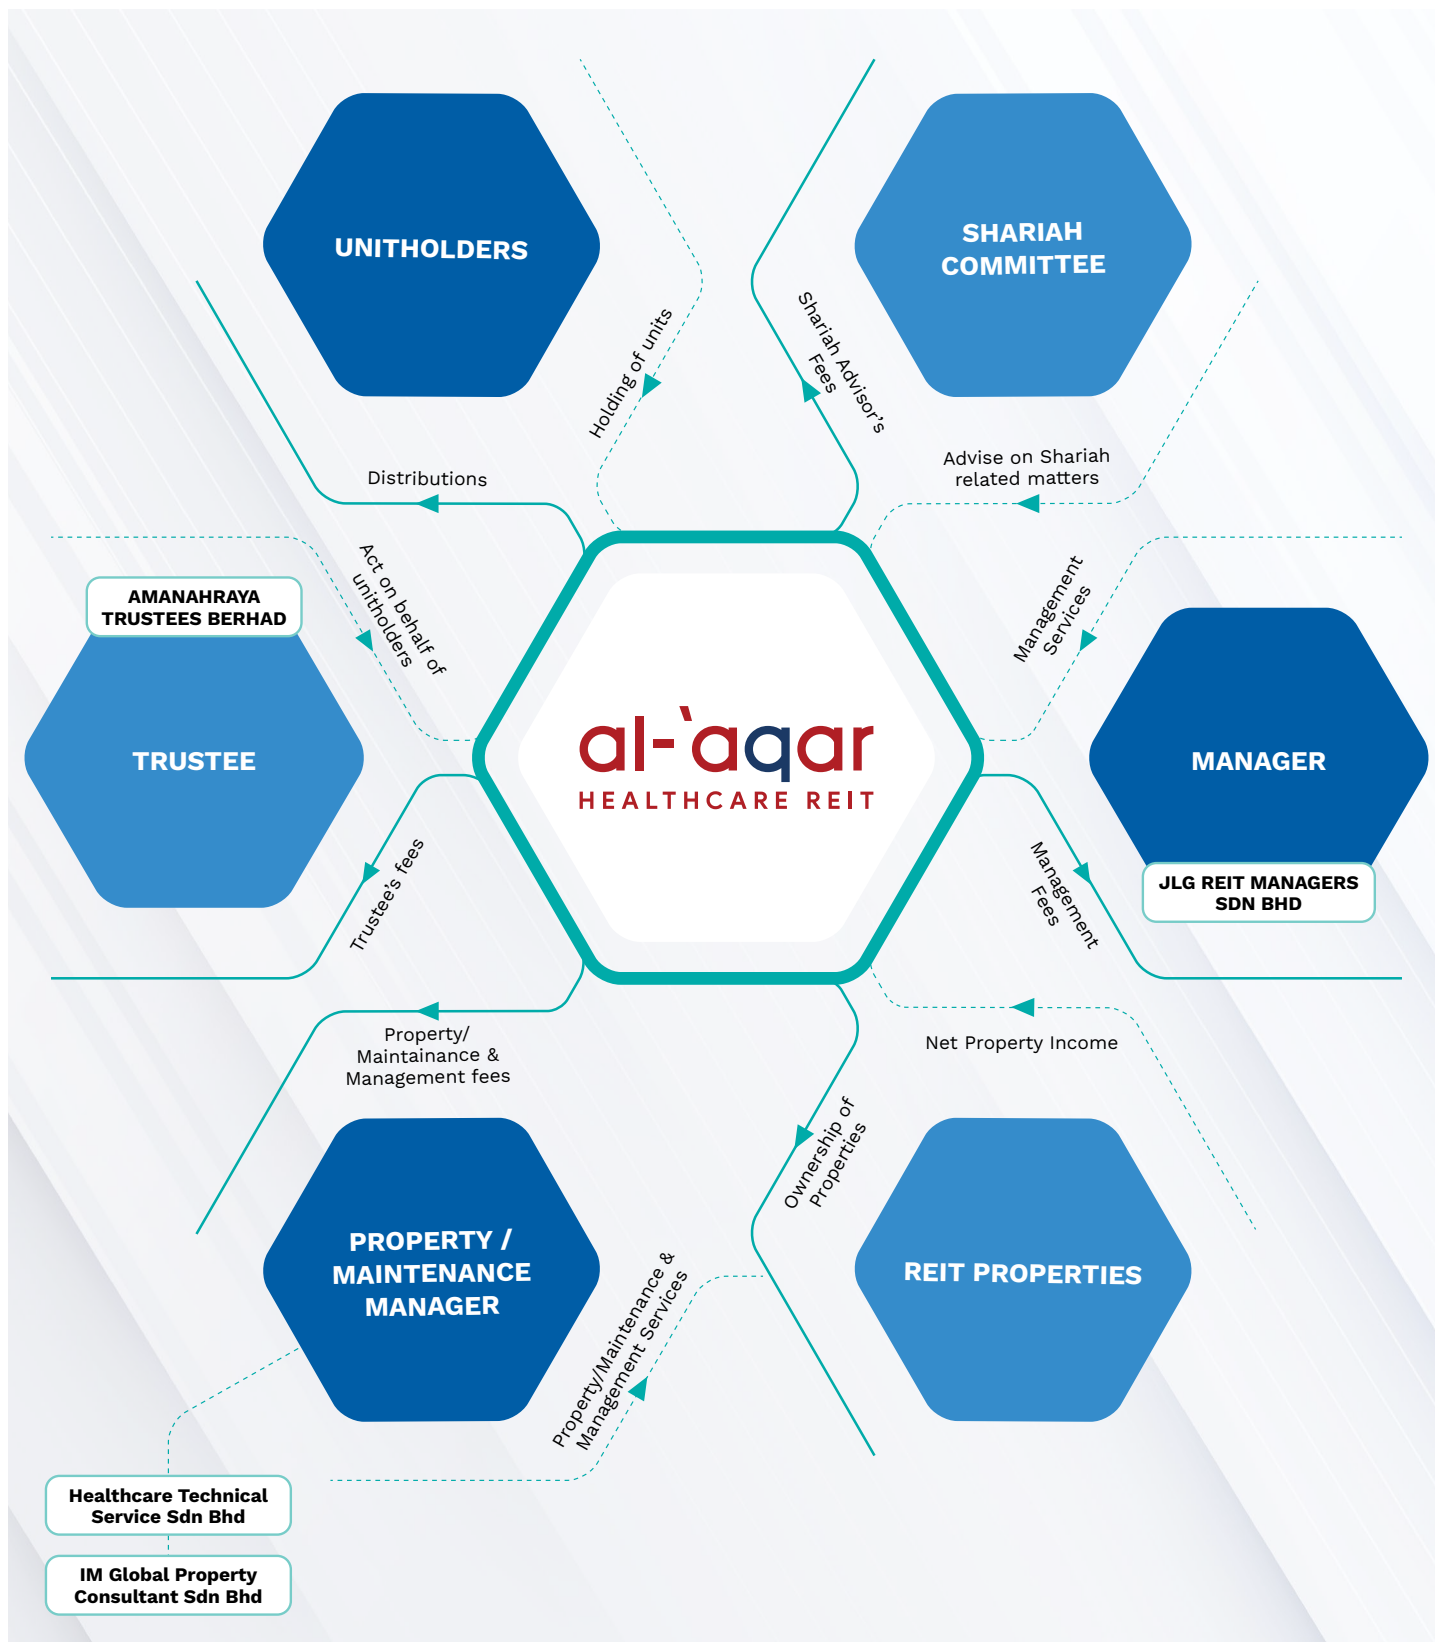 UNITHOLDERS
SHARIAH
COMMITTEE
Holding of units
Shariah Advisor's
Fees
Distributions
Advise on Shariah
related matters
Act on behalf of
unitholders
Management
Services
AMANAHRAYA
TRUSTEES BERHAD
TRUSTEE
al-`aqar
HEALTHCARE REIT
MANAGER
JLG REIT MANAGERS
SDN BHD
Trustee's fees
Management
Fees
Property/
Maintainance &
Management fees
Net Property Income
Ownership of
Properties
PROPERTY /
MAINTENANCE
MANAGER
REIT PROPERTIES
Property/Maintenance &
Management Services
Healthcare Technical
Service Sdn Bhd
IM Global Property
Consultant Sdn Bhd